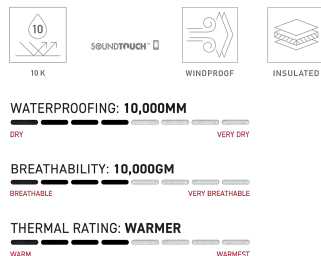 10
10 K
SOUNDTOUCH™
WINDPROOF
INSULATED
WATERPROOFING: 10,000MM
DRY VERY DRY
BREATHABILITY: 10,000GM
BREATHABLE VERY BREATHABLE
THERMAL RATING: WARMER
WARM WARMEST